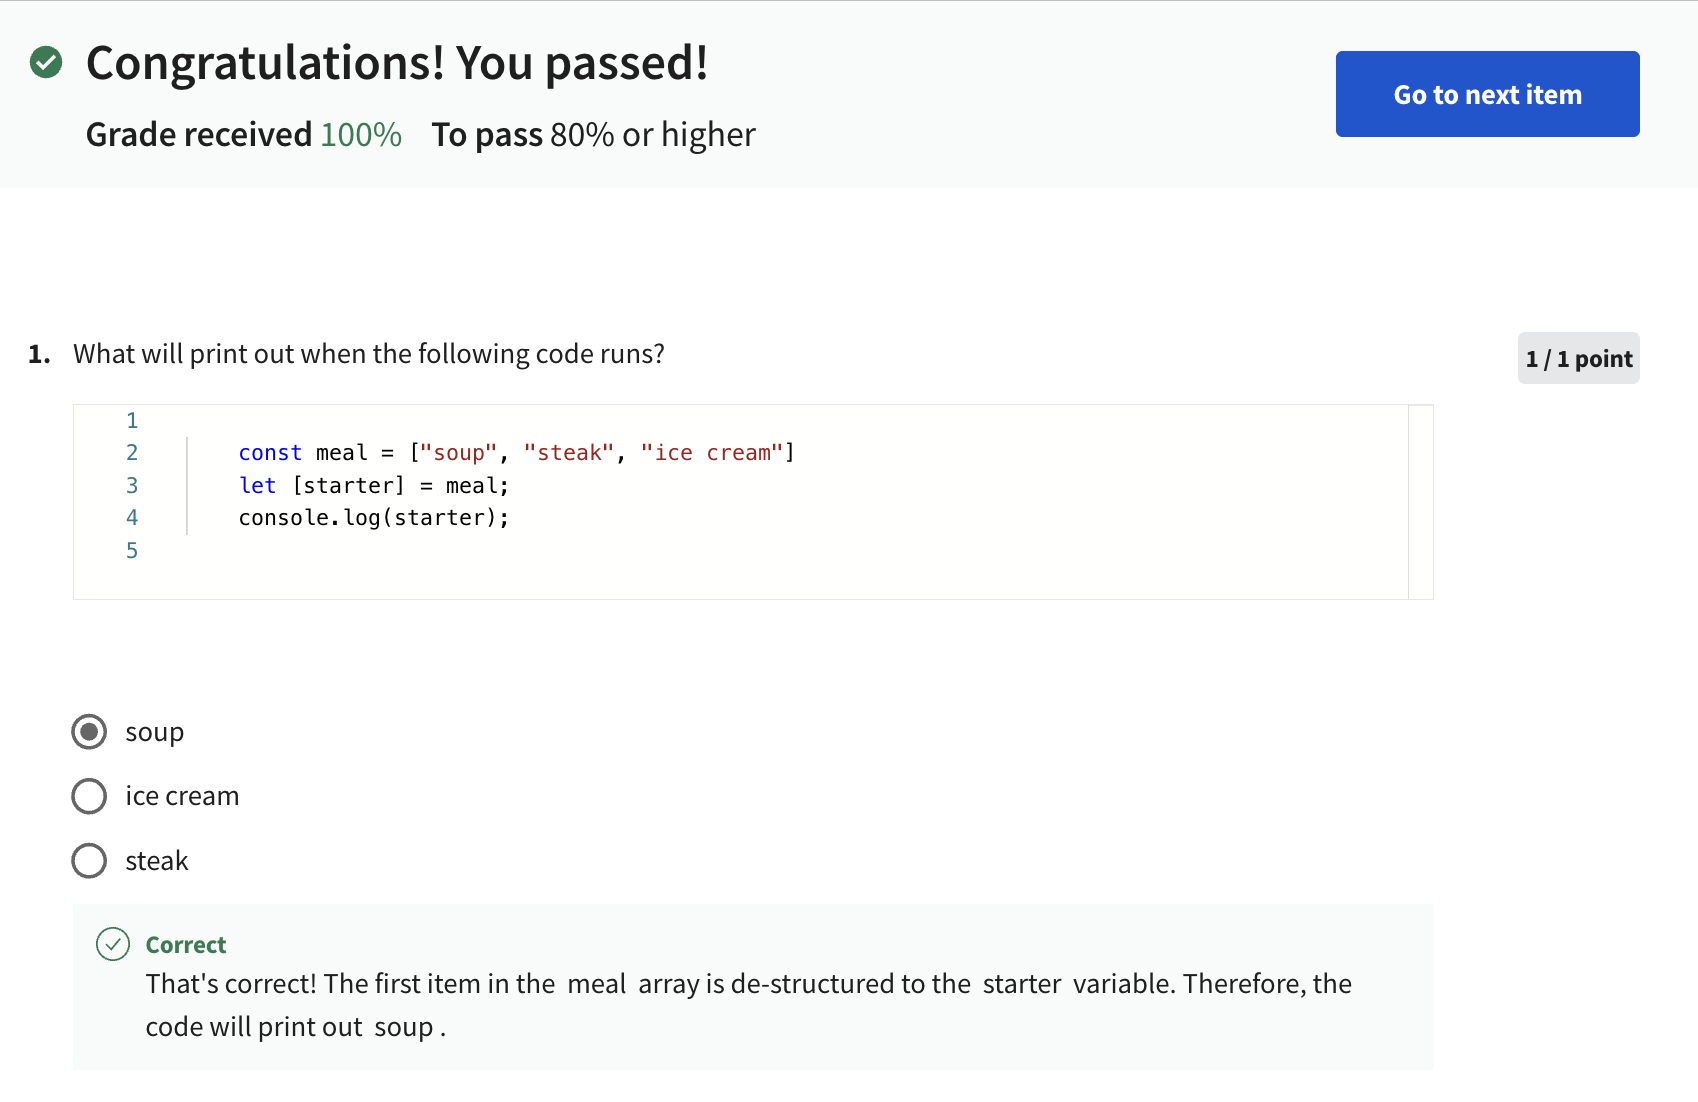 Congratulations! You passed!
Grade received 100% To pass 80% or higher
Go to next item
1. What will print out when the following code runs?
1 / 1 point
1
2 const meal = ["soup", "steak", "ice cream"]
3 let [starter] = meal;
4 console.log(starter);
5
soup
ice cream
steak
Correct
That's correct! The first item in the meal array is de-structured to the starter variable. Therefore, the
code will print out soup .